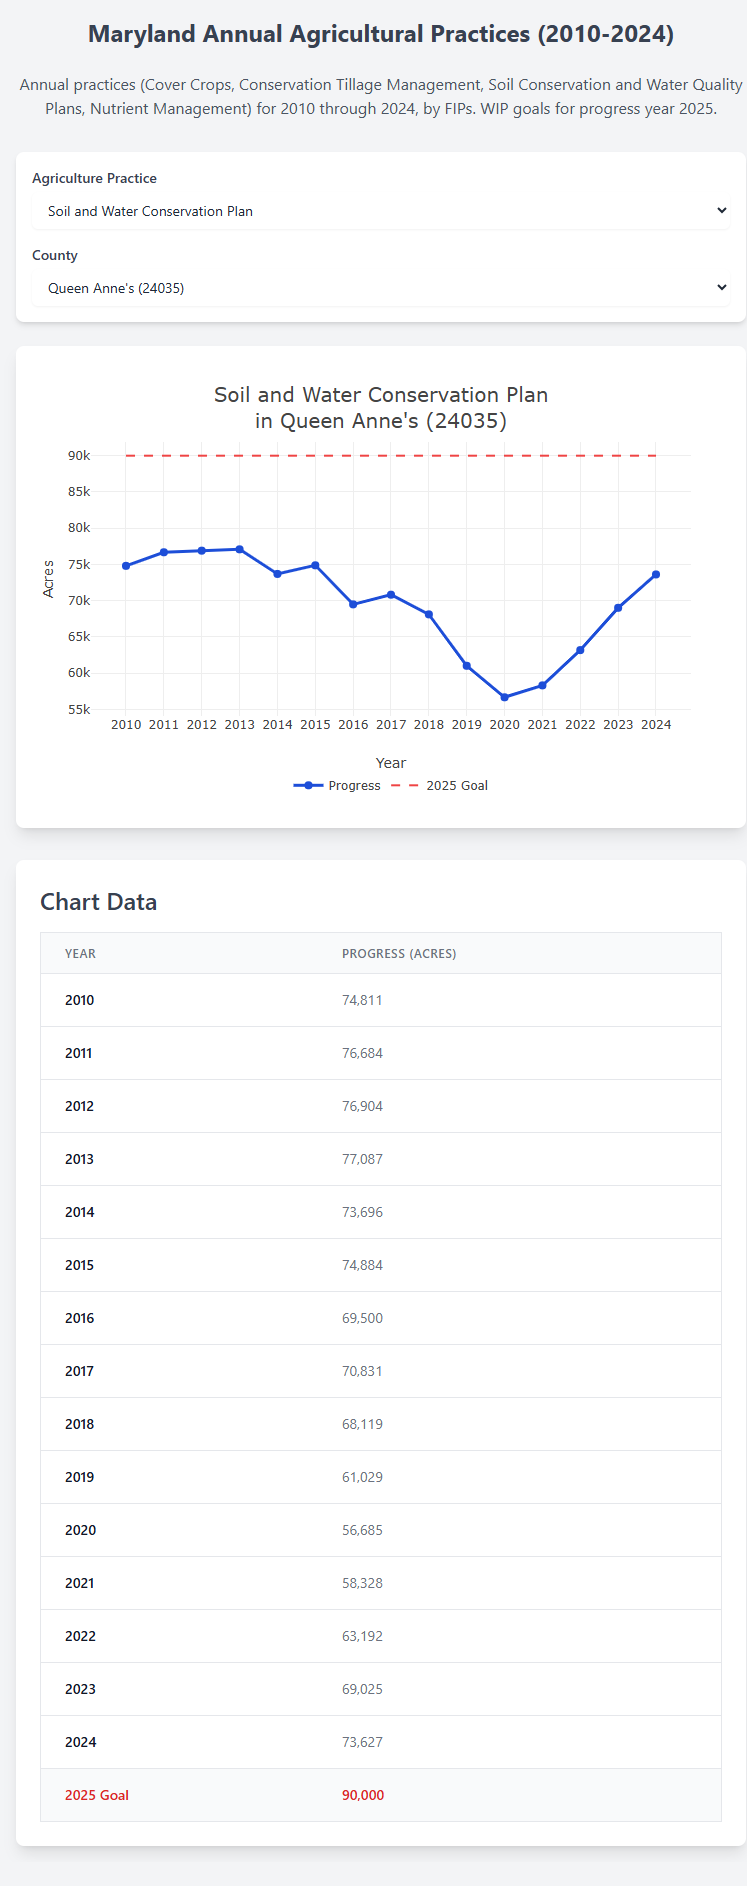 Maryland Annual Agricultural Practices (2010-2024)
Annual practices (Cover Crops, Conservation Tillage Management, Soil Conservation and Water Quality
Plans, Nutrient Management) for 2010 through 2024, by FIPs. WIP goals for progress year 2025.
Agriculture Practice
Soil and Water Conservation Plan
County
Queen Anne's (24035)
Soil and Water Conservation Plan
in Queen Anne's (24035)
90k
85k
80k
75k
70k
65k
60k
55k
Acres
2010 2011 2012 2013 2014 2015 2016 2017 2018 2019 2020 2021 2022 2023 2024
Year
Progress 2025 Goal
Chart Data
YEAR PROGRESS (ACRES)
2010 74,811
2011 76,684
2012 76,904
2013 77,087
2014 73,696
2015 74,884
2016 69,500
2017 70,831
2018 68,119
2019 61,029
2020 56,685
2021 58,328
2022 63,192
2023 69,025
2024 73,627
2025 Goal 90,000